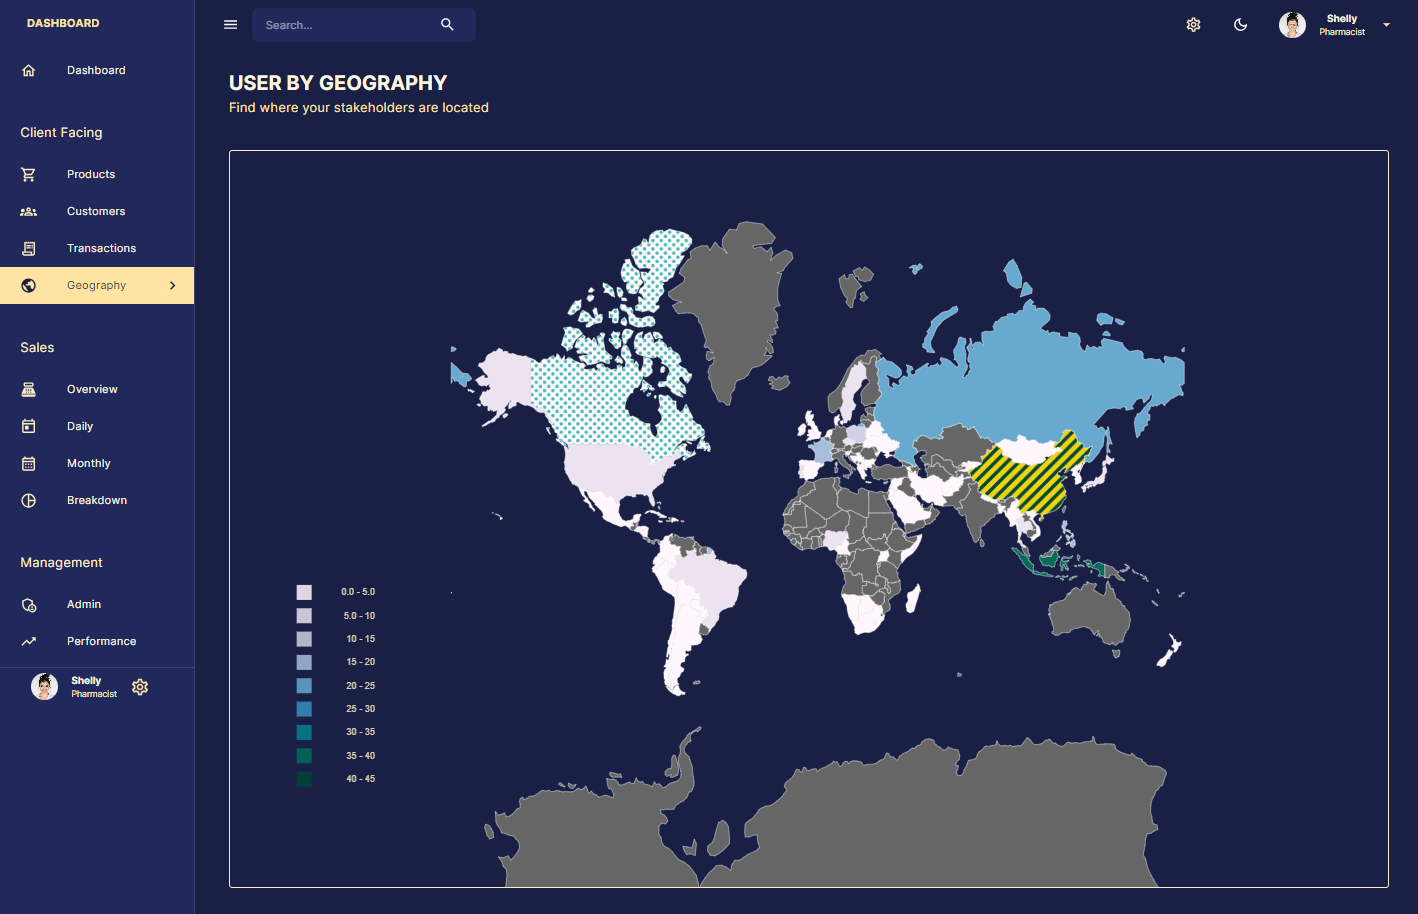 DASHBOARD
Dashboard
Client Facing
Products
Customers
Transactions
Geography
Sales
Overview
Daily
Monthly
Breakdown
Management
Admin
Performance
Shelly
Pharmacist
Search...
Shelly
Pharmacist
USER BY GEOGRAPHY
Find where your stakeholders are located
0.0 - 5.0
5.0 - 10
10 - 15
15 - 20
20 - 25
25 - 30
30 - 35
35 - 40
40 - 45